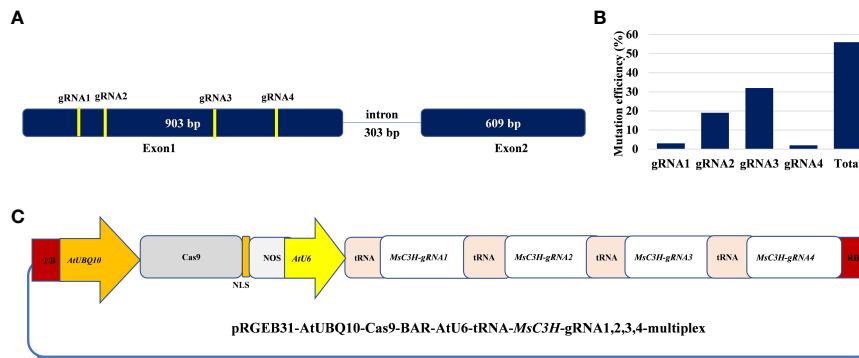 A
gRNA1
gRNA2
gRNA3
gRNA4
903 bp
intron
303 bp
609 bp
Exon1
Exon2
B
Mutation efficiency (%)
60
50
40
30
20
10
0
gRNA1 gRNA2 gRNA3 gRNA4 Total
C
LB AtUBQ10 Cas9 NOS AtU6 tRNA MsC3H-gRNA1 tRNA MsC3H-gRNA2 tRNA MsC3H-gRNA3 tRNA MsC3H-gRNA4
NLS
pRGEB31-AtUBQ10-Cas9-BAR-AtU6-tRNA-MsC3H-gRNA1,2,3,4-multiplex